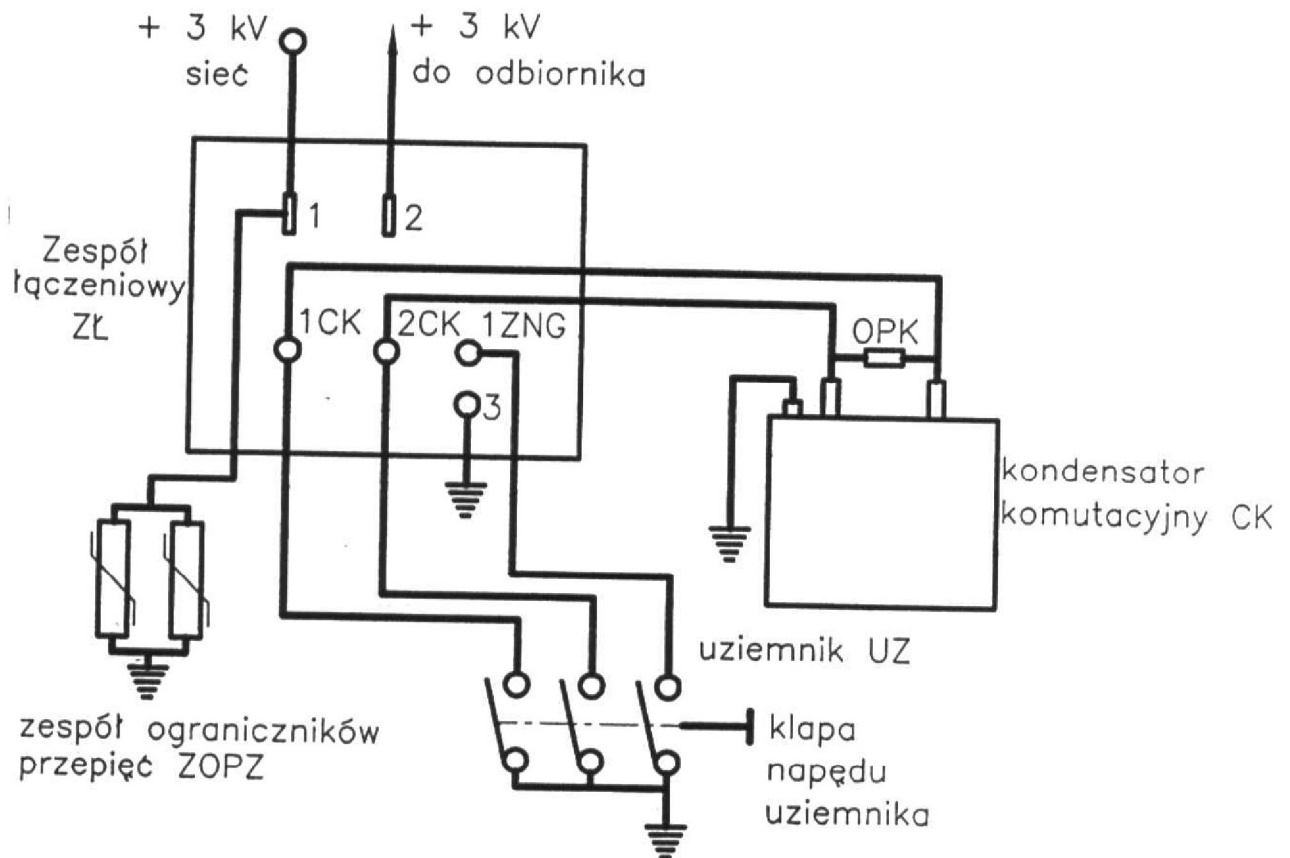 + 3 kV
sieć
+ 3 kV
do odbiornika
1
2
Zespół
łączeniowy
ZŁ
1CK
2CK
1ZNG
3
OPK
kondensator
komutacyjny CK
uziemnik UZ
zespół ograniczników
przepięć ZOPZ
klapa
napędu
uziemnika